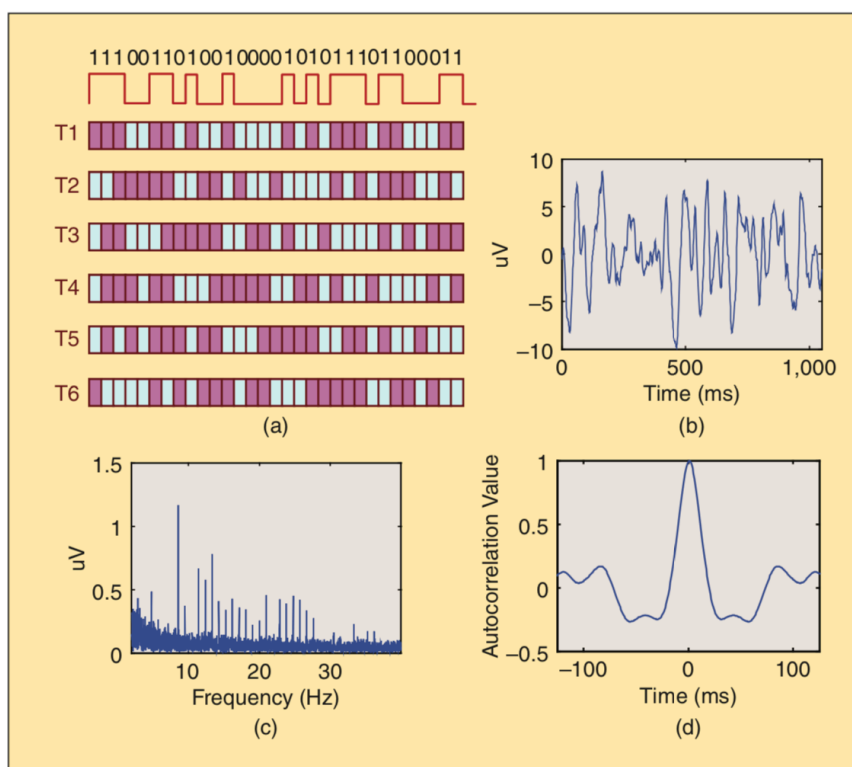 1110011010010000101011101100011
T1
T2
T3
T4
T5
T6
(a)
10
5
0
−5
−10
uV
0
500
1,000
Time (ms)
(b)
1.5
1
0.5
0
uV
10
20
30
Frequency (Hz)
(c)
1
0.5
0
−0.5
Autocorrelation Value
−100
0
100
Time (ms)
(d)